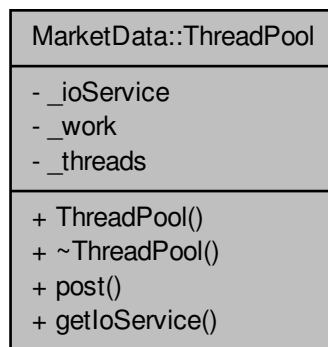 MarketData::ThreadPool
- _ioService
- _work
- _threads
+ ThreadPool()
+ ~ThreadPool()
+ post()
+ getIoService()